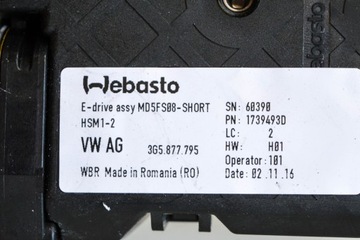 Webasto
E-drive assy MD5FS08-SHORT
HSM1-2
VW AG 3G5.877.795
WBR Made in Romania (RO)
SN: 60390
PN: 1739493D
LC: 2
HW: H01
Operator: 101
Date: 02.11.16
Webasto